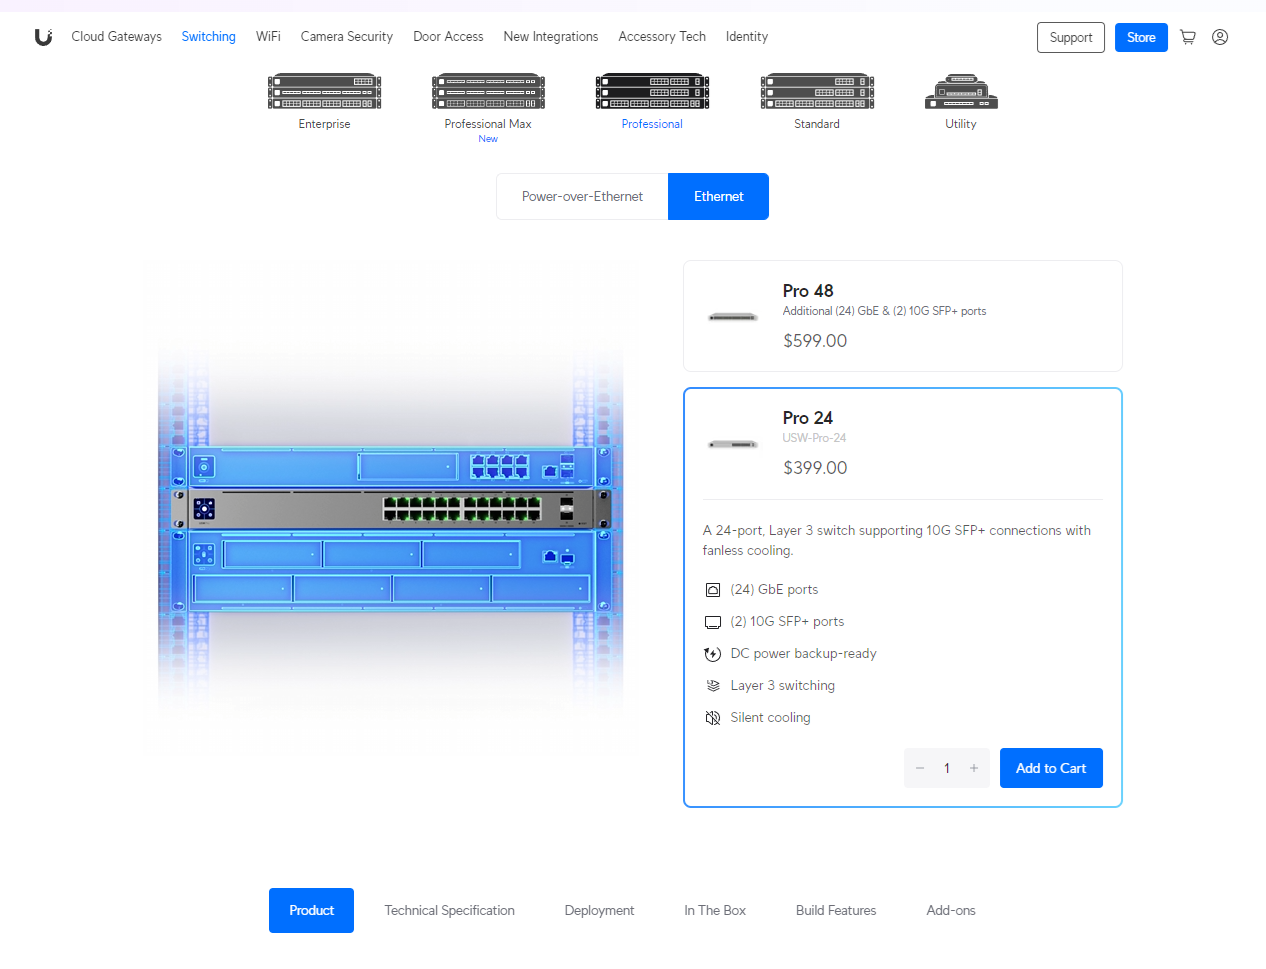 Cloud Gateways
Switching
WiFi
Camera Security
Door Access
New Integrations
Accessory Tech
Identity
Support
Store
Enterprise
Professional Max
New
Professional
Standard
Utility
Power-over-Ethernet
Ethernet
Pro 48
Additional (24) GbE & (2) 10G SFP+ ports
$599.00
Pro 24
USW-Pro-24
$399.00
A 24-port, Layer 3 switch supporting 10G SFP+ connections with
fanless cooling.
(24) GbE ports
(2) 10G SFP+ ports
DC power backup-ready
Layer 3 switching
Silent cooling
− 1 +
Add to Cart
Product
Technical Specification
Deployment
In The Box
Build Features
Add-ons